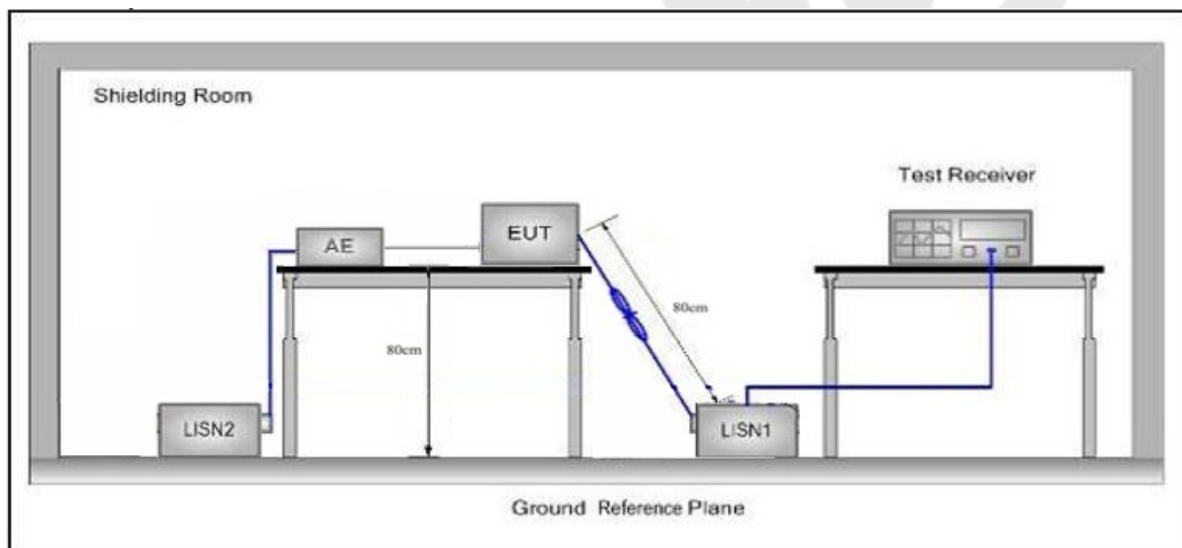 Shielding Room
Test Receiver
AE
EUT
80cm
80cm
LISN2
LISN1
Ground Reference Plane